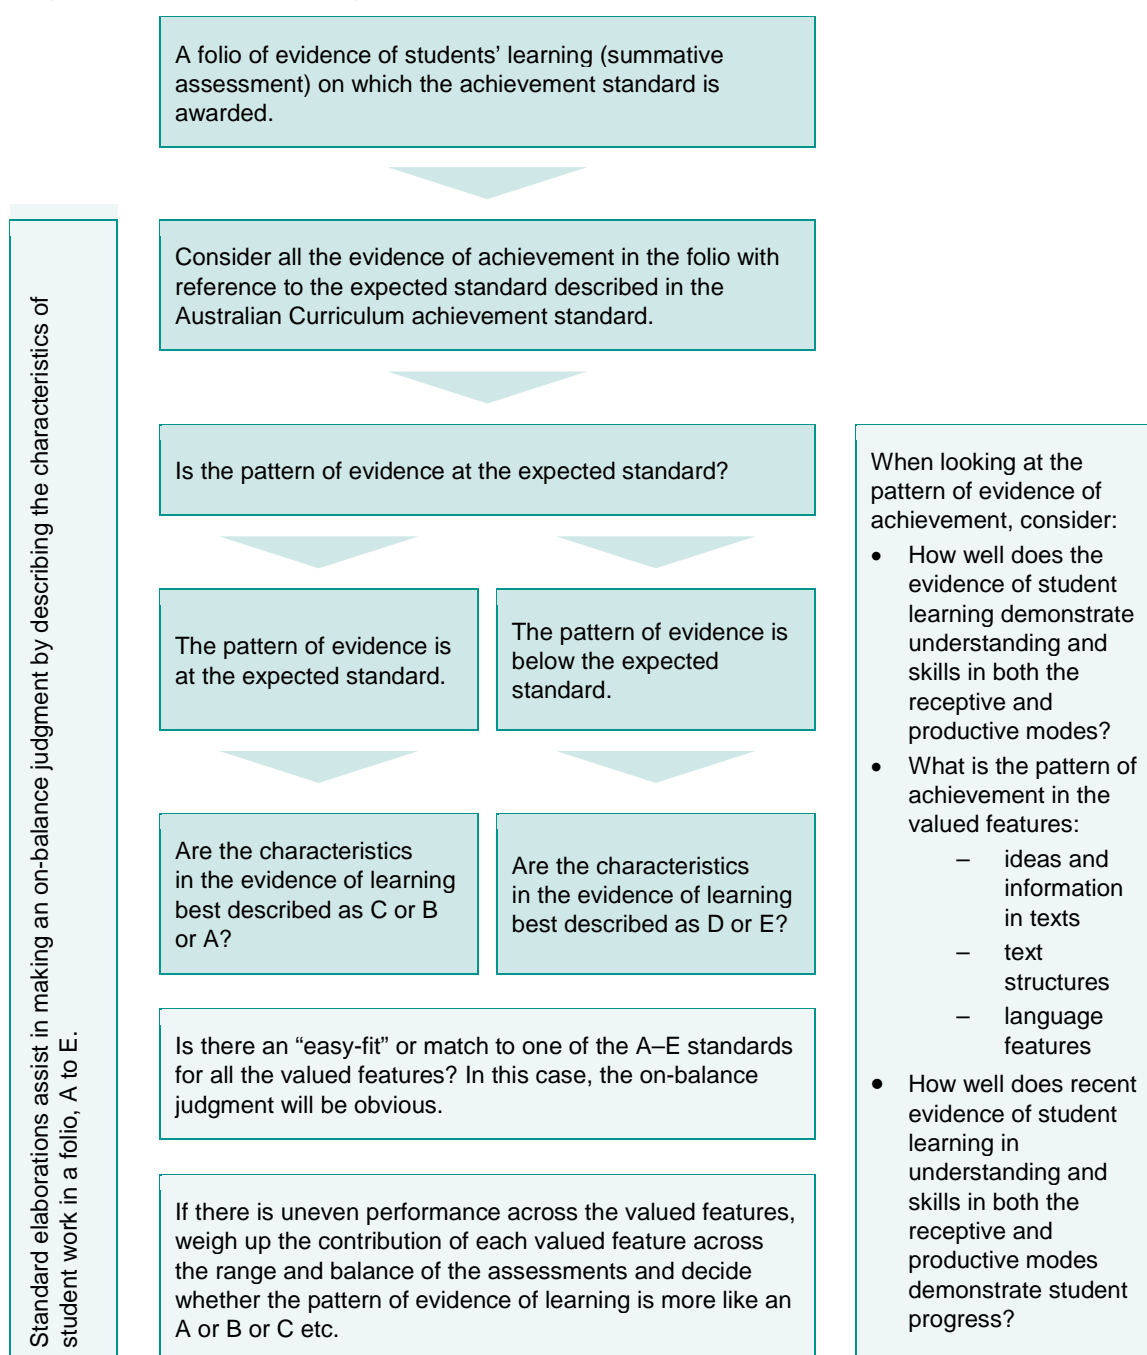 A folio of evidence of students’ learning (summative
assessment) on which the achievement standard is
awarded.
Standard elaborations assist in making an on-balance judgment by describing the characteristics of
student work in a folio, A to E.
Consider all the evidence of achievement in the folio with
reference to the expected standard described in the
Australian Curriculum achievement standard.
Is the pattern of evidence at the expected standard?
The pattern of evidence is
at the expected standard.
The pattern of evidence is
below the expected
standard.
Are the characteristics
in the evidence of learning
best described as C or B
or A?
Are the characteristics
in the evidence of learning
best described as D or E?
Is there an “easy-fit” or match to one of the A–E standards
for all the valued features? In this case, the on-balance
judgment will be obvious.
If there is uneven performance across the valued features,
weigh up the contribution of each valued feature across
the range and balance of the assessments and decide
whether the pattern of evidence of learning is more like an
A or B or C etc.
When looking at the
pattern of evidence of
achievement, consider:
• How well does the
evidence of student
learning demonstrate
understanding and
skills in both the
receptive and
productive modes?
• What is the pattern of
achievement in the
valued features:
– ideas and
information
in texts
– text
structures
– language
features
• How well does recent
evidence of student
learning in
understanding and
skills in both the
receptive and
productive modes
demonstrate student
progress?